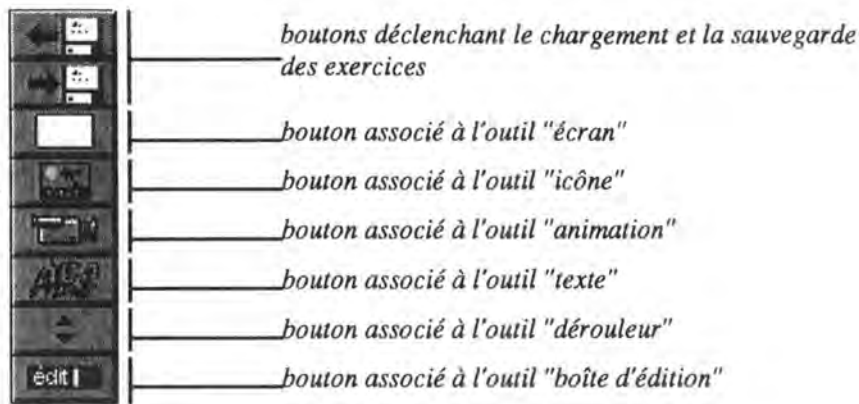 boutons déclenchant le chargement et la sauvegarde
des exercices
bouton associé à l'outil "écran"
bouton associé à l'outil "icône"
bouton associé à l'outil "animation"
bouton associé à l'outil "texte"
bouton associé à l'outil "dérouleur"
édit
bouton associé à l'outil "boîte d'édition"